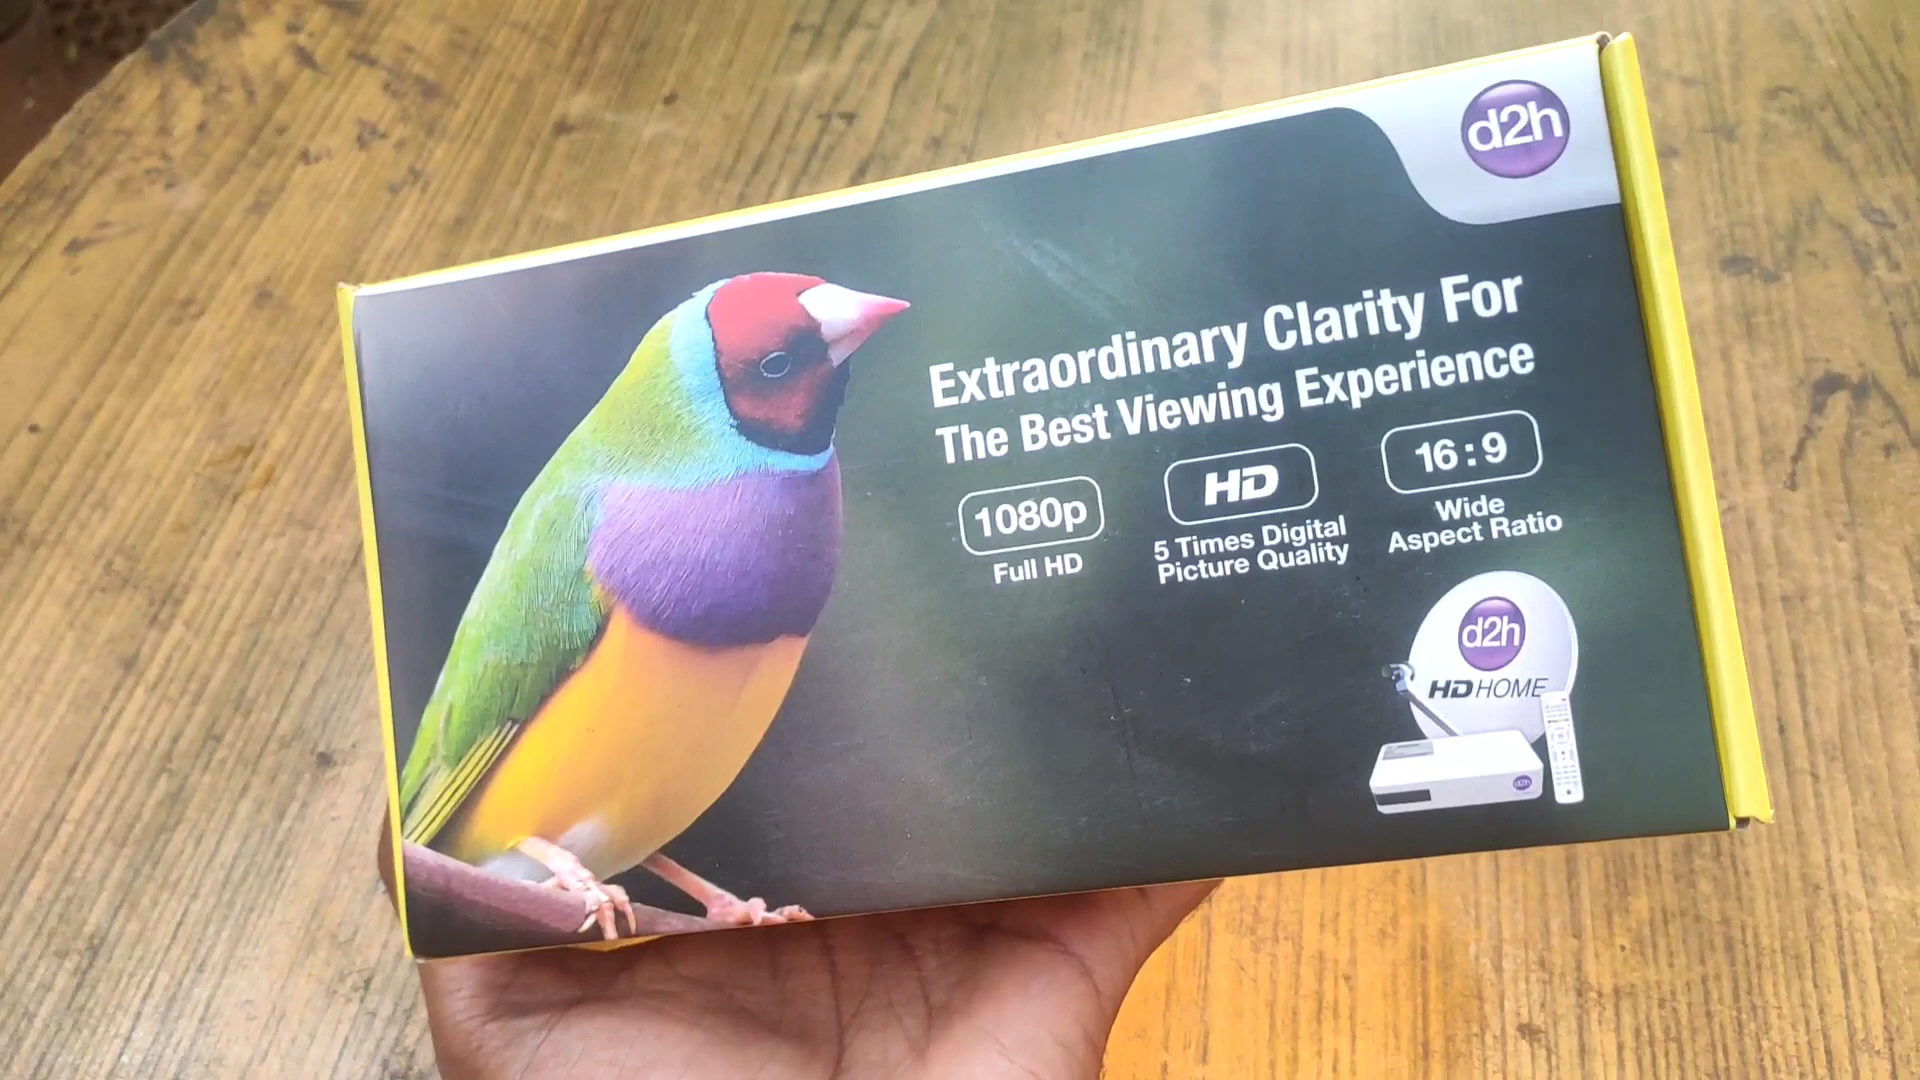 d2h
Extraordinary Clarity For
The Best Viewing Experience
1080p
Full HD
HD
5 Times Digital
Picture Quality
16:9
Wide
Aspect Ratio
d2h
HD HOME
d2h